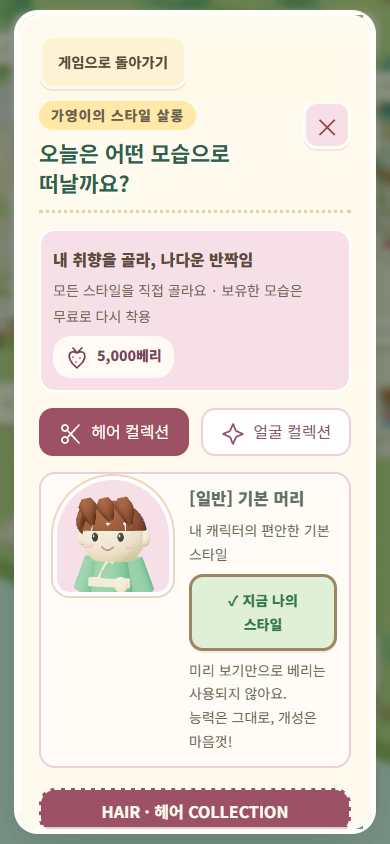 게임으로 돌아가기
가영이의 스타일 살롱
오늘은 어떤 모습으로
떠날까요?
내 취향을 골라, 나다운 반짝임
모든 스타일을 직접 골라요 · 보유한 모습은
무료로 다시 착용
5,000베리
헤어 컬렉션
얼굴 컬렉션
[일반] 기본 머리
내 캐릭터의 편안한 기본
스타일
✓ 지금 나의
스타일
미리 보기만으로 베리는
사용되지 않아요.
능력은 그대로, 개성은
마음껏!
HAIR · 헤어 COLLECTION